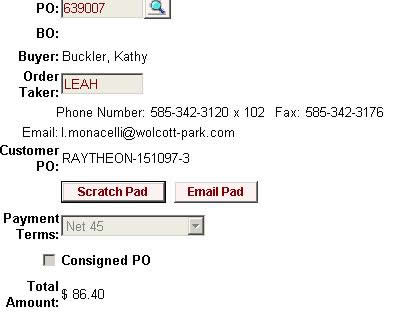 PO: 639007
BO:
Buyer: Buckler, Kathy
Order Taker: LEAH
Phone Number: 585-342-3120 x 102 Fax: 585-342-3176
Email: l.monacelli@wolcott-park.com
Customer PO: RAYTHEON-151097-3
Scratch Pad Email Pad
Payment Terms: Net 45
Consigned PO
Total Amount: $ 86.40